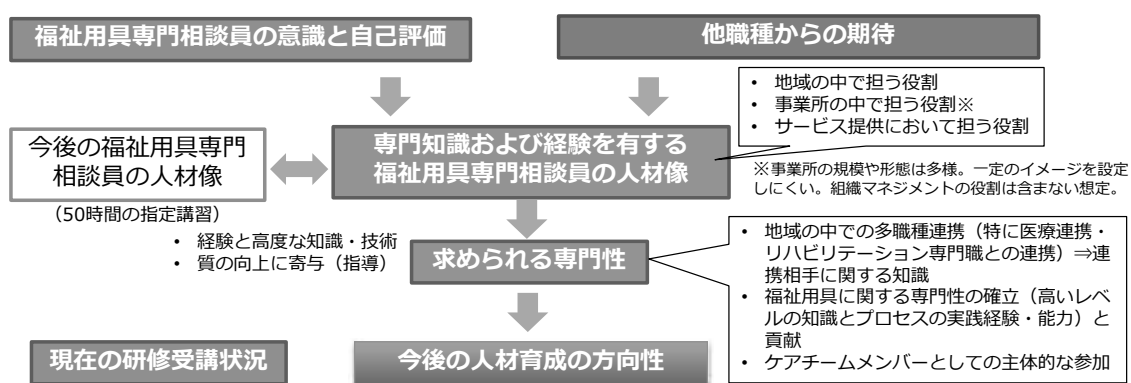 福祉用具専門相談員の意識と自己評価
他職種からの期待
• 地域の中で担う役割
• 事業所の中で担う役割※
• サービス提供において担う役割
今後の福祉用具専門
相談員の人材像
専門知識および経験を有する
福祉用具専門相談員の人材像
※事業所の規模や形態は多様。一定のイメージを設定
しにくい。組織マネジメントの役割は含まない想定。
（50時間の指定講習）
• 経験と高度な知識・技術
• 質の向上に寄与（指導）
求められる専門性
• 地域の中での多職種連携（特に医療連携・
リハビリテーション専門職との連携）⇒連
携相手に関する知識
• 福祉用具に関する専門性の確立（高いレベ
ルの知識とプロセスの実践経験・能力）と
貢献
• ケアチームメンバーとしての主体的な参加
現在の研修受講状況
今後の人材育成の方向性